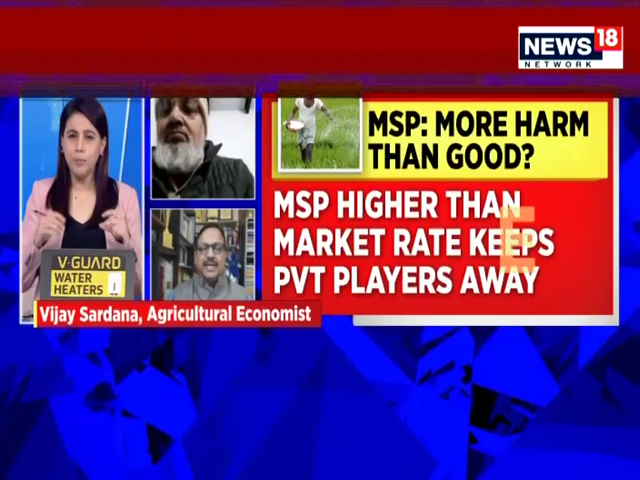 NEWS 18
NETWORK
MSP: MORE HARM
THAN GOOD?
MSP HIGHER THAN
MARKET RATE KEEPS
PVT PLAYERS AWAY
E
V-GUARD
WATER
HEATERS
Vijay Sardana, Agricultural Economist